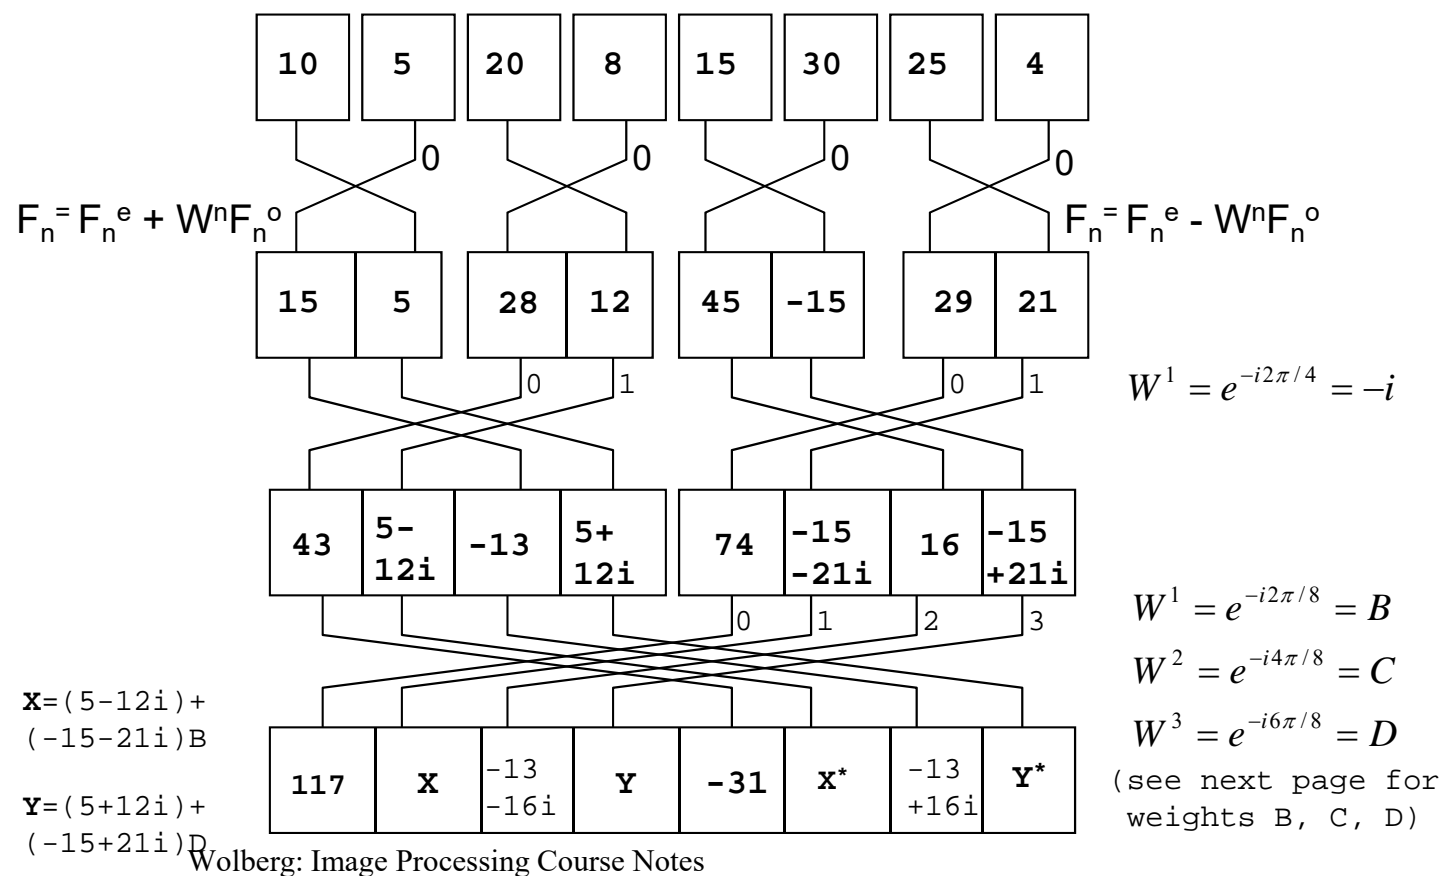 10 5 20 8 15 30 25 4
0 0 0 0
Fₙ = Fₙᵉ + WⁿFₙᵒ
Fₙ = Fₙᵉ - WⁿFₙᵒ
15 5 28 12 45 -15 29 21
0 1 0 1
W¹ = e^{-i2π/4} = -i
43 5-12i -13 5+12i 74 -15-21i 16 -15+21i
0 1 2 3
W¹ = e^{-i2π/8} = B
W² = e^{-i4π/8} = C
W³ = e^{-i6π/8} = D
(see next page for
weights B, C, D)
X=(5-12i)+
(-15-21i)B
Y=(5+12i)+
(-15+21i)D
117 X -13-16i Y -31 X* -13+16i Y*
Wolberg: Image Processing Course Notes